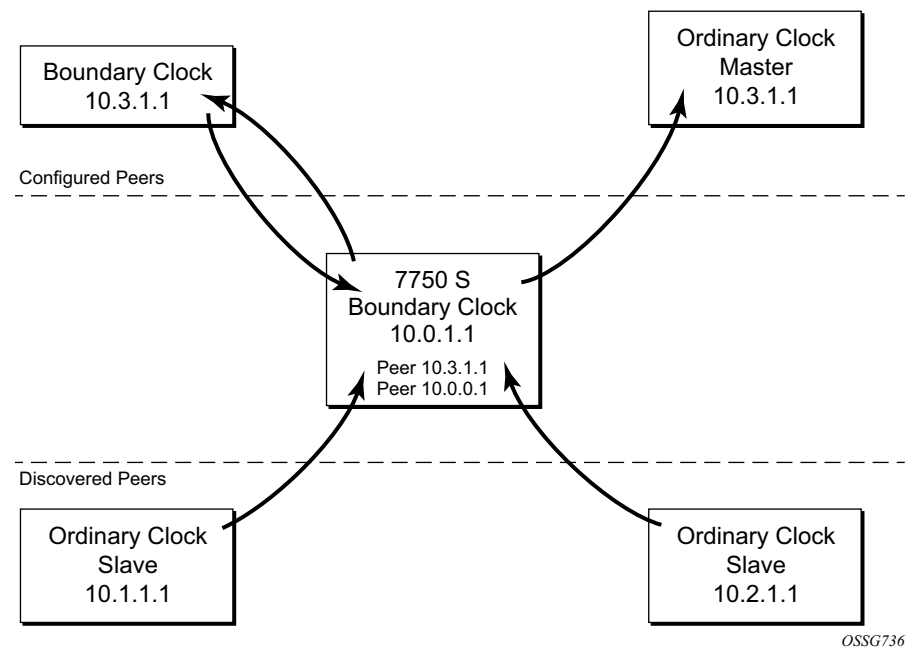 Boundary Clock
10.3.1.1
Ordinary Clock
Master
10.3.1.1
Configured Peers
7750 S
Boundary Clock
10.0.1.1
Peer 10.3.1.1
Peer 10.0.0.1
Discovered Peers
Ordinary Clock
Slave
10.1.1.1
Ordinary Clock
Slave
10.2.1.1
OSSG736